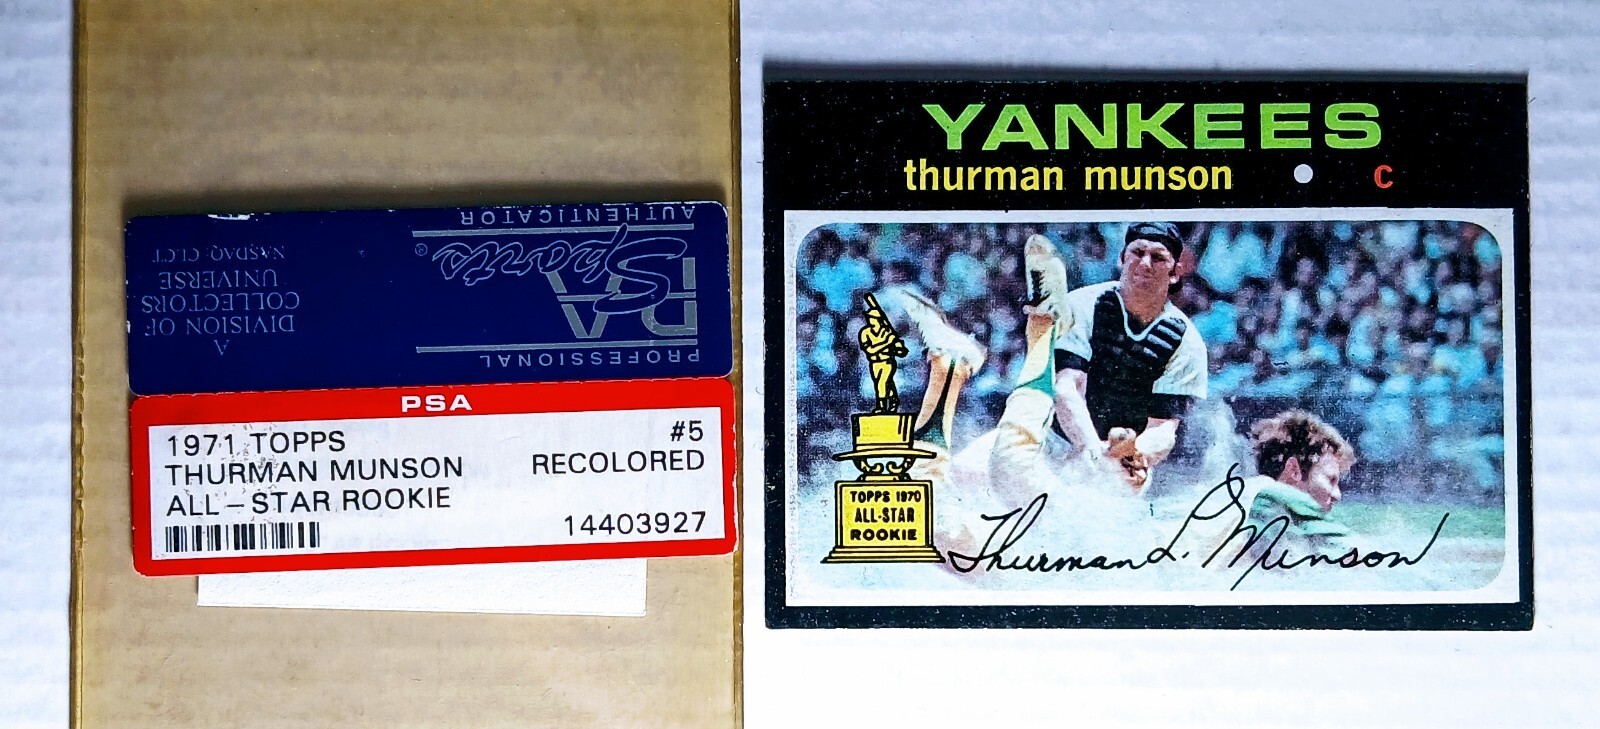 PROFESSIONAL
PSA
Sports®
AUTHENTICATOR
A
DIVISION OF
COLLECTORS
UNIVERSE
NASDAQ: CLCT
PSA
1971 TOPPS #5
THURMAN MUNSON RECOLORED
ALL-STAR ROOKIE
14403927
YANKEES
thurman munson • c
TOPPS 1970
ALL-STAR
ROOKIE
Thurman L. Munson